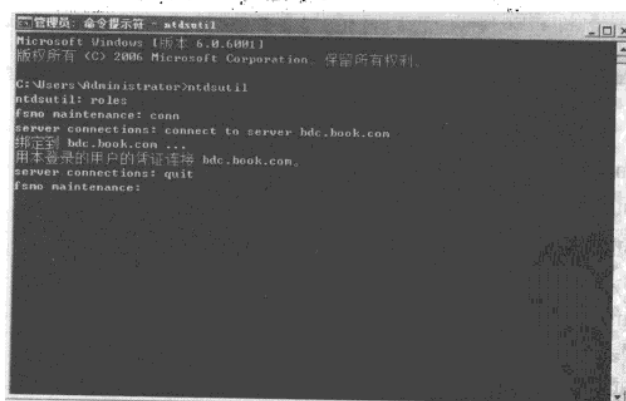 管理员: 命令提示符 - ntdsutil
Microsoft Windows [版本 6.0.6001]
版权所有 (C) 2006 Microsoft Corporation。保留所有权利。
C:\Users\Administrator>ntdsutil
ntdsutil: roles
fsmo maintenance: conn
server connections: connect to server bdc.book.com
绑定到 bdc.book.com ...
用本登录的用户的凭证连接 bdc.book.com。
server connections: quit
fsmo maintenance: